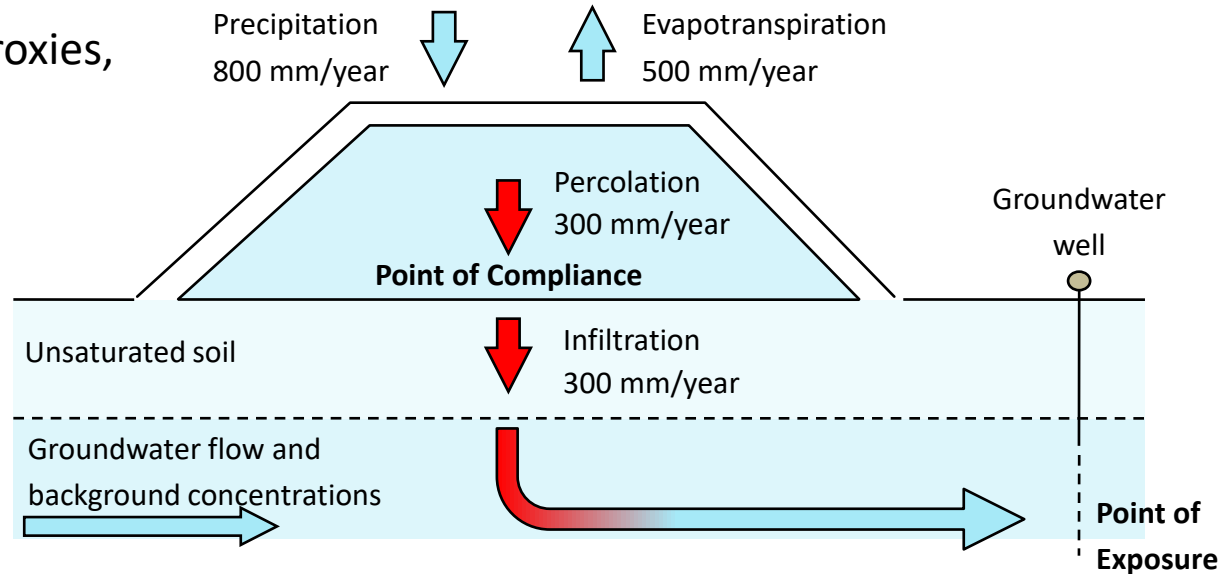 Precipitation
800 mm/year
Evapotranspiration
500 mm/year
Percolation
300 mm/year
Point of Compliance
Groundwater
well
Unsaturated soil
Infiltration
300 mm/year
Groundwater flow and
background concentrations
Point of
Exposure